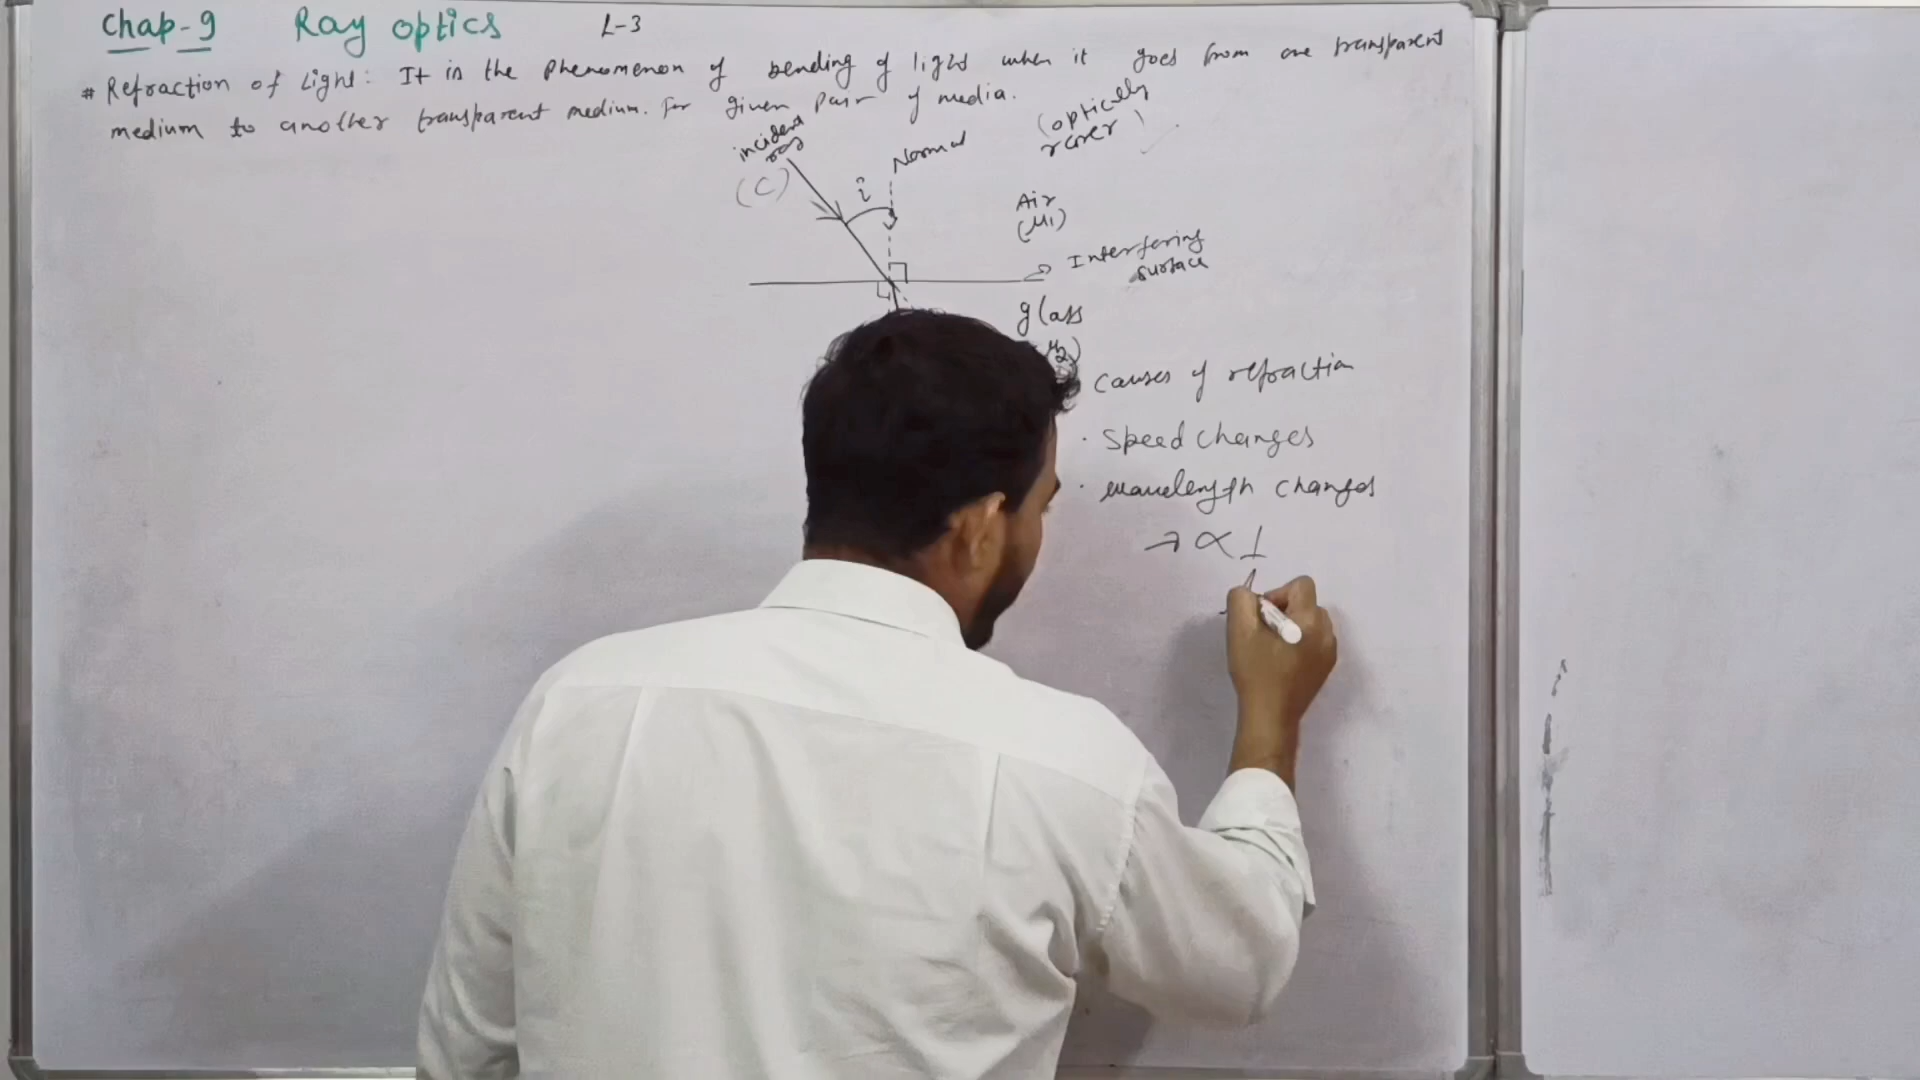 Chap-9 Ray optics L-3
# Refraction of Light: It is the phenomenon of bending of light when it goes from one transparent
medium to another transparent medium. for given pair of media.
incident
ray
(C)
i
Normal
(optically
rarer)
Air
(μ1)
Interfering
surface
glass
μ2)
Causes of refraction
· Speed changes
· wavelength changes
∝ 1